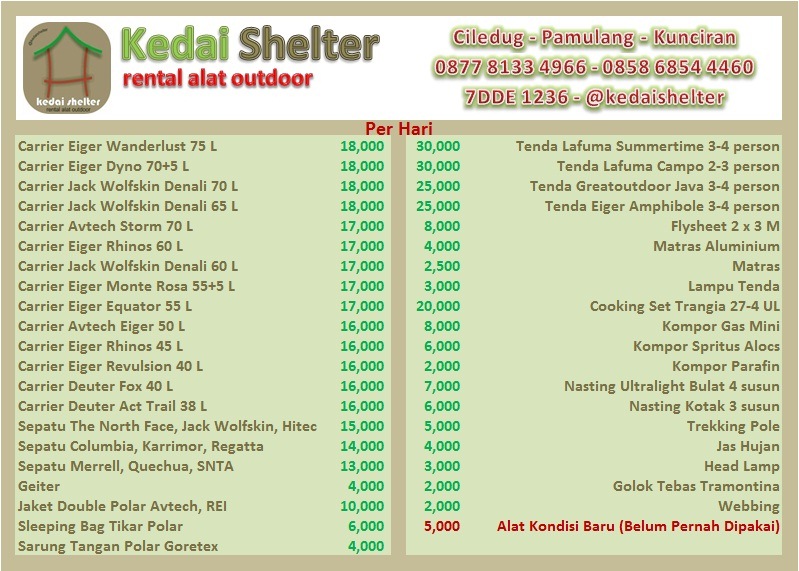 @kedaishelter
kedai shelter
rental alat outdoor
Kedai Shelter
rental alat outdoor
Ciledug - Pamulang - Kunciran
0877 8133 4966 - 0858 6854 4460
7DDE 1236 - @kedaishelter
Per Hari
Carrier Eiger Wanderlust 75 L 18,000
Carrier Eiger Dyno 70+5 L 18,000
Carrier Jack Wolfskin Denali 70 L 18,000
Carrier Jack Wolfskin Denali 65 L 18,000
Carrier Avtech Storm 70 L 17,000
Carrier Eiger Rhinos 60 L 17,000
Carrier Jack Wolfskin Denali 60 L 17,000
Carrier Eiger Monte Rosa 55+5 L 17,000
Carrier Eiger Equator 55 L 17,000
Carrier Avtech Eiger 50 L 16,000
Carrier Eiger Rhinos 45 L 16,000
Carrier Eiger Revulsion 40 L 16,000
Carrier Deuter Fox 40 L 16,000
Carrier Deuter Act Trail 38 L 16,000
Sepatu The North Face, Jack Wolfskin, Hitec 15,000
Sepatu Columbia, Karrimor, Regatta 14,000
Sepatu Merrell, Quechua, SNTA 13,000
Geiter 4,000
Jaket Double Polar Avtech, REI 10,000
Sleeping Bag Tikar Polar 6,000
Sarung Tangan Polar Goretex 4,000
30,000 Tenda Lafuma Summertime 3-4 person
30,000 Tenda Lafuma Campo 2-3 person
25,000 Tenda Greatoutdoor Java 3-4 person
25,000 Tenda Eiger Amphibole 3-4 person
8,000 Flysheet 2 x 3 M
4,000 Matras Aluminium
2,500 Matras
3,000 Lampu Tenda
20,000 Cooking Set Trangia 27-4 UL
8,000 Kompor Gas Mini
6,000 Kompor Spritus Alocs
2,000 Kompor Parafin
7,000 Nasting Ultralight Bulat 4 susun
6,000 Nasting Kotak 3 susun
5,000 Trekking Pole
4,000 Jas Hujan
3,000 Head Lamp
2,000 Golok Tebas Tramontina
2,000 Webbing
5,000 Alat Kondisi Baru (Belum Pernah Dipakai)